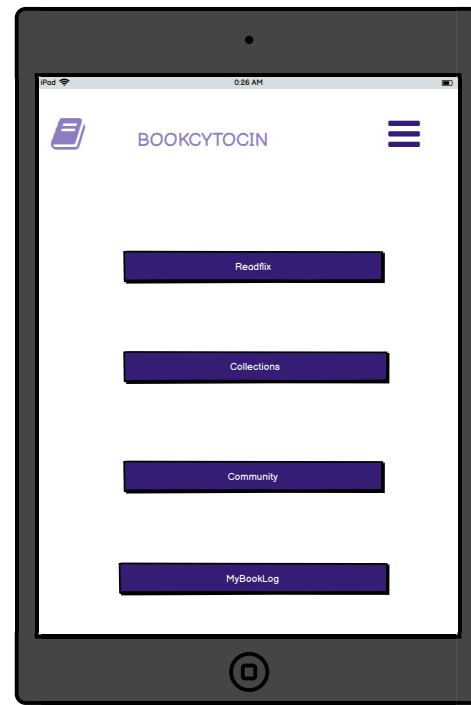 iPad 0:26 AM
BOOKCYTOCIN
Readflix
Collections
Community
MyBookLog